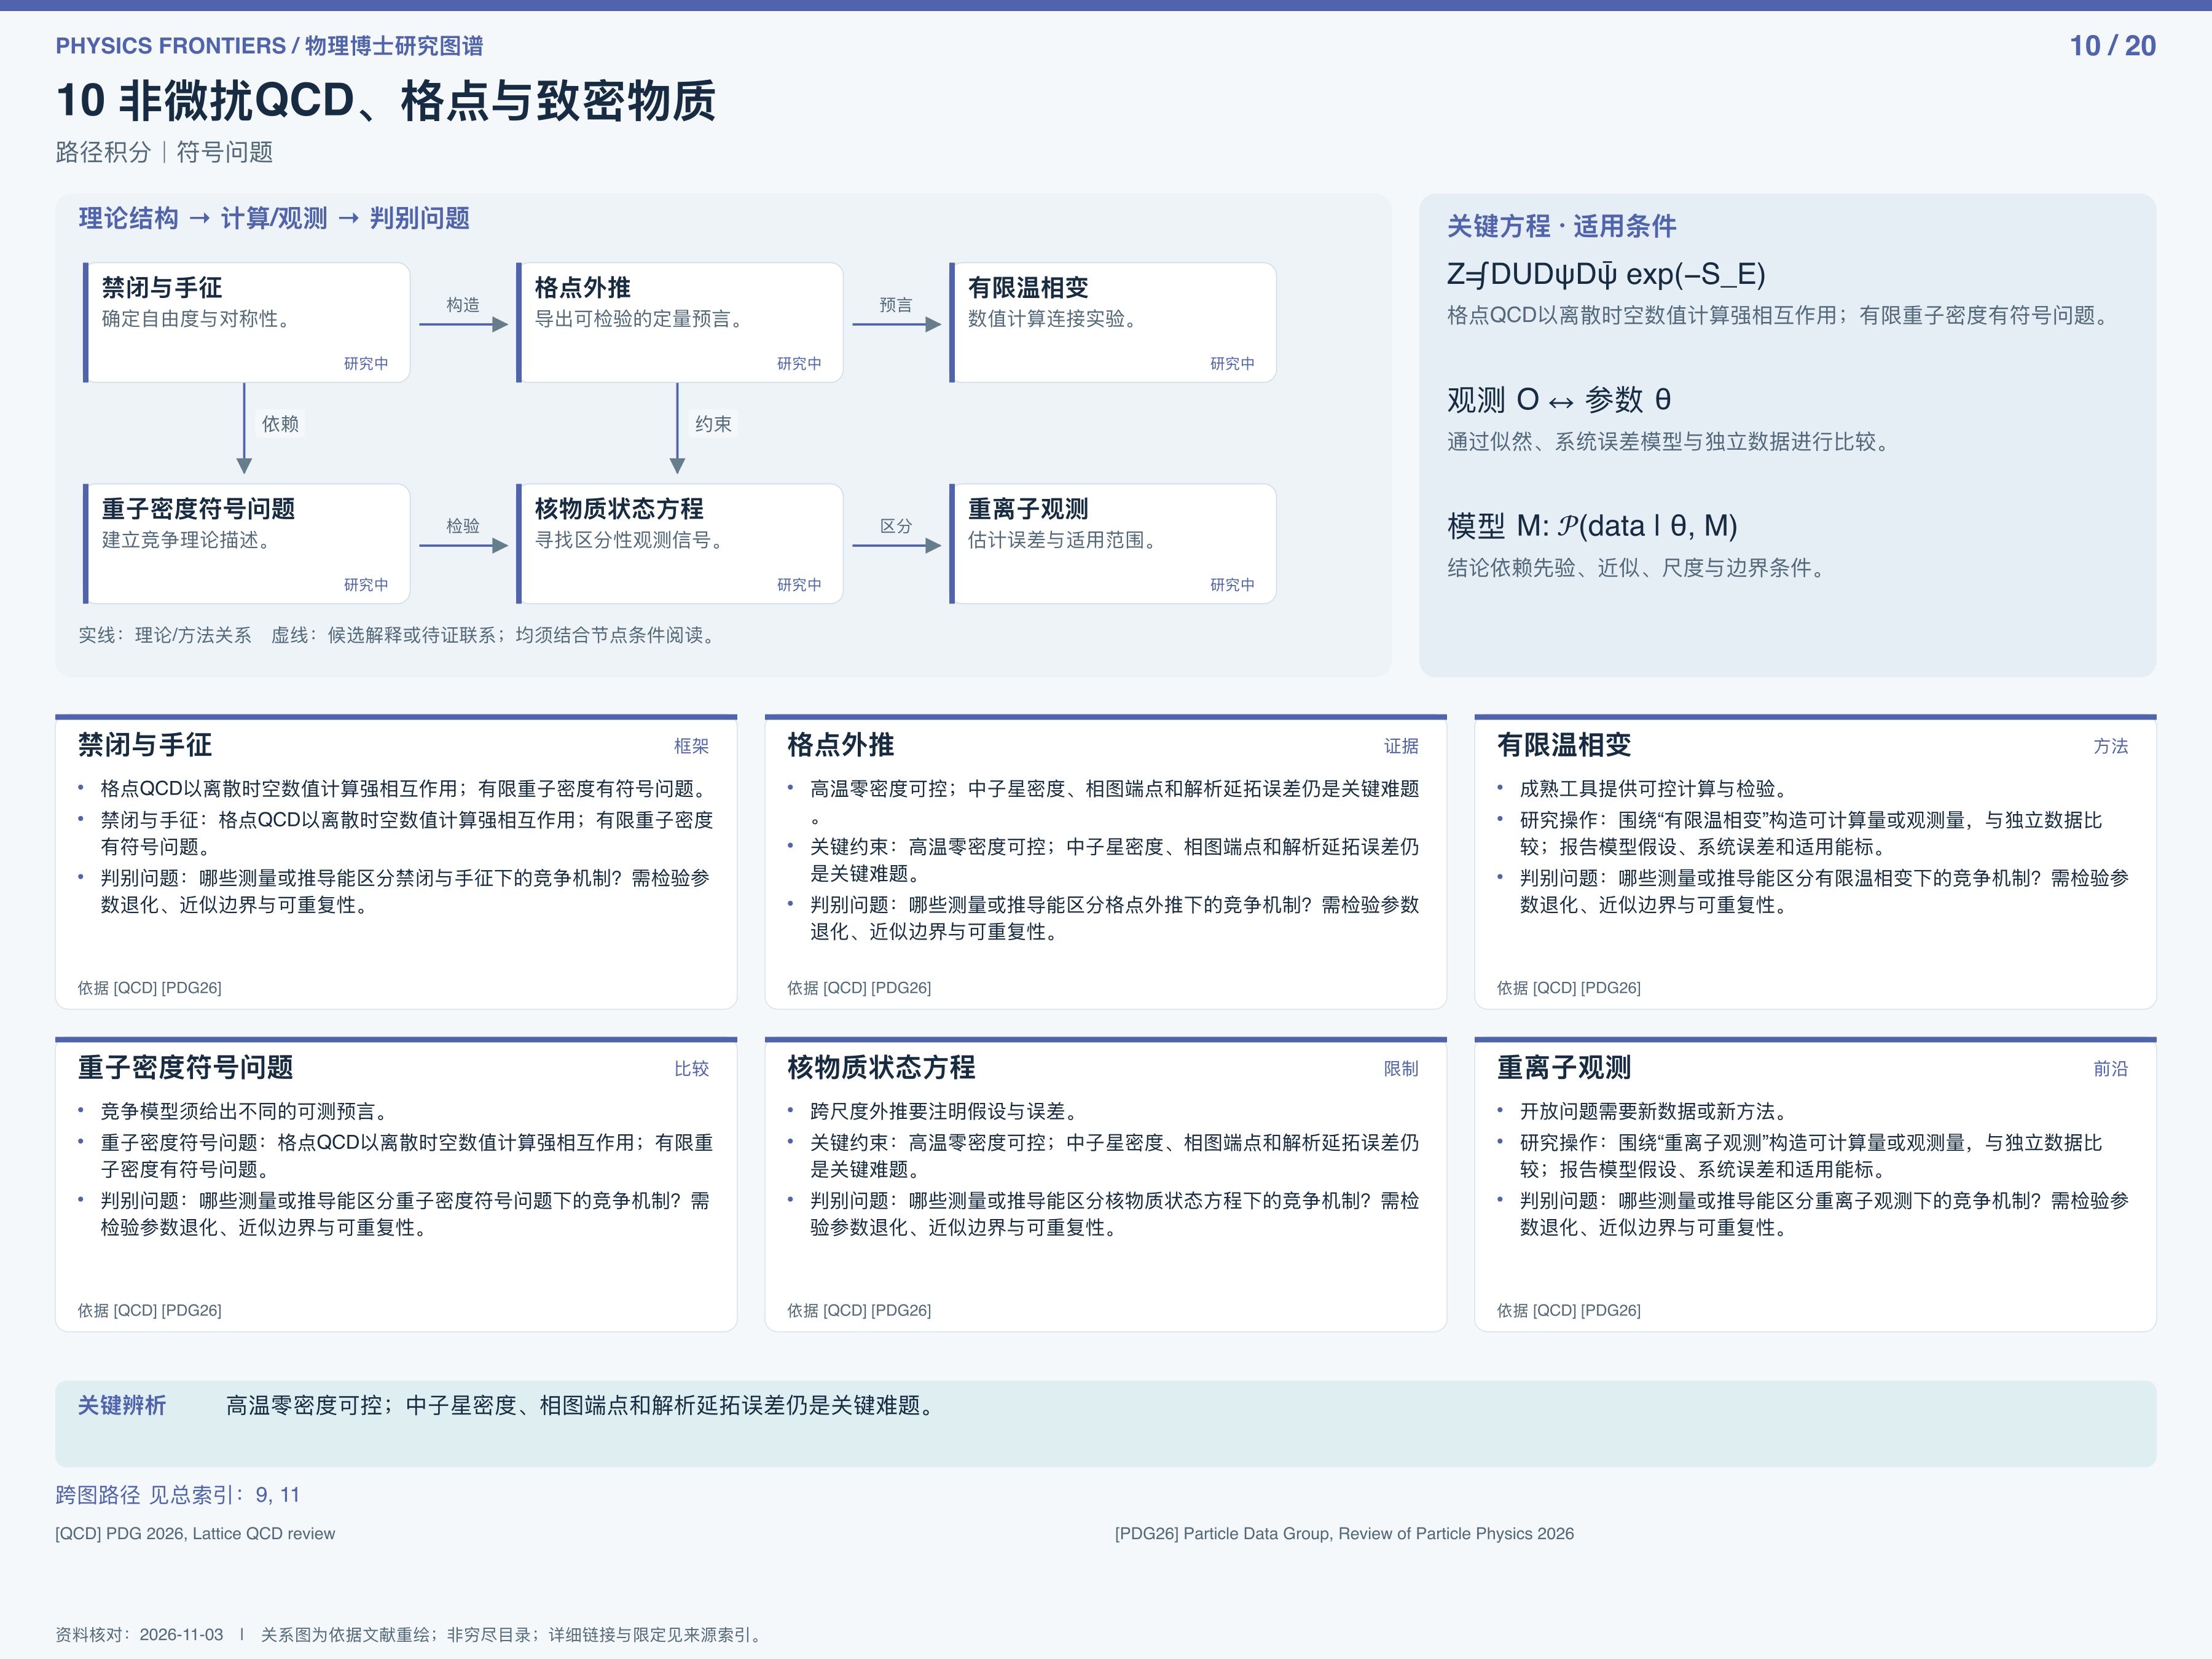 PHYSICS FRONTIERS / 物理博士研究图谱
10 / 20
10 非微扰QCD、格点与致密物质
路径积分｜符号问题
理论结构 → 计算/观测 → 判别问题
禁闭与手征
确定自由度与对称性。
研究中
构造
格点外推
导出可检验的定量预言。
研究中
预言
有限温相变
数值计算连接实验。
研究中
依赖
约束
重子密度符号问题
建立竞争理论描述。
研究中
检验
核物质状态方程
寻找区分性观测信号。
研究中
区分
重离子观测
估计误差与适用范围。
研究中
实线：理论/方法关系　虚线：候选解释或待证联系；均须结合节点条件阅读。
关键方程 · 适用条件
Z=∫DUDψDψ̄ exp(−S_E)
格点QCD以离散时空数值计算强相互作用；有限重子密度有符号问题。
观测 O ↔ 参数 θ
通过似然、系统误差模型与独立数据进行比较。
模型 M: 𝒫(data | θ, M)
结论依赖先验、近似、尺度与边界条件。
禁闭与手征
框架
• 格点QCD以离散时空数值计算强相互作用；有限重子密度有符号问题。
• 禁闭与手征：格点QCD以离散时空数值计算强相互作用；有限重子密度
有符号问题。
• 判别问题：哪些测量或推导能区分禁闭与手征下的竞争机制？需检验参
数退化、近似边界与可重复性。
依据 [QCD] [PDG26]
格点外推
证据
• 高温零密度可控；中子星密度、相图端点和解析延拓误差仍是关键难题
。
• 关键约束：高温零密度可控；中子星密度、相图端点和解析延拓误差仍
是关键难题。
• 判别问题：哪些测量或推导能区分格点外推下的竞争机制？需检验参数
退化、近似边界与可重复性。
依据 [QCD] [PDG26]
有限温相变
方法
• 成熟工具提供可控计算与检验。
• 研究操作：围绕“有限温相变”构造可计算量或观测量，与独立数据比
较；报告模型假设、系统误差和适用能标。
• 判别问题：哪些测量或推导能区分有限温相变下的竞争机制？需检验参
数退化、近似边界与可重复性。
依据 [QCD] [PDG26]
重子密度符号问题
比较
• 竞争模型须给出不同的可测预言。
• 重子密度符号问题：格点QCD以离散时空数值计算强相互作用；有限重
子密度有符号问题。
• 判别问题：哪些测量或推导能区分重子密度符号问题下的竞争机制？需
检验参数退化、近似边界与可重复性。
依据 [QCD] [PDG26]
核物质状态方程
限制
• 跨尺度外推要注明假设与误差。
• 关键约束：高温零密度可控；中子星密度、相图端点和解析延拓误差仍
是关键难题。
• 判别问题：哪些测量或推导能区分核物质状态方程下的竞争机制？需检
验参数退化、近似边界与可重复性。
依据 [QCD] [PDG26]
重离子观测
前沿
• 开放问题需要新数据或新方法。
• 研究操作：围绕“重离子观测”构造可计算量或观测量，与独立数据比
较；报告模型假设、系统误差和适用能标。
• 判别问题：哪些测量或推导能区分重离子观测下的竞争机制？需检验参
数退化、近似边界与可重复性。
依据 [QCD] [PDG26]
关键辨析　高温零密度可控；中子星密度、相图端点和解析延拓误差仍是关键难题。
跨图路径 见总索引：9, 11
[QCD] PDG 2026, Lattice QCD review
[PDG26] Particle Data Group, Review of Particle Physics 2026
资料核对：2026-11-03　|　关系图为依据文献重绘；非穷尽目录；详细链接与限定见来源索引。